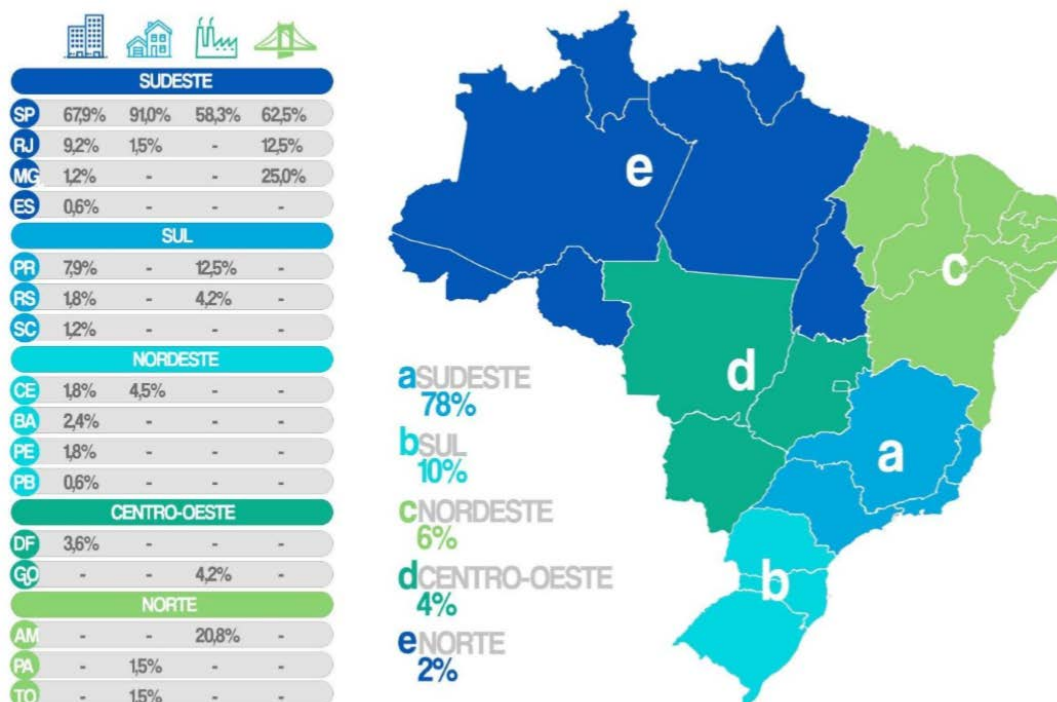 SUDESTE
SP 67,9% 91,0% 58,3% 62,5%
RJ 9,2% 1,5% - 12,5%
MG 1,2% - - 25,0%
ES 0,6% - - -
SUL
PR 7,9% - 12,5% -
RS 1,8% - 4,2% -
SC 1,2% - - -
NORDESTE
CE 1,8% 4,5% - -
BA 2,4% - - -
PE 1,8% - - -
PB 0,6% - - -
CENTRO-OESTE
DF 3,6% - - -
GO - - 4,2% -
NORTE
AM - - 20,8% -
PA - 1,5% - -
TO - 1,5% - -
a SUDESTE
78%
b SUL
10%
c NORDESTE
6%
d CENTRO-OESTE
4%
e NORTE
2%
e
c
d
a
b